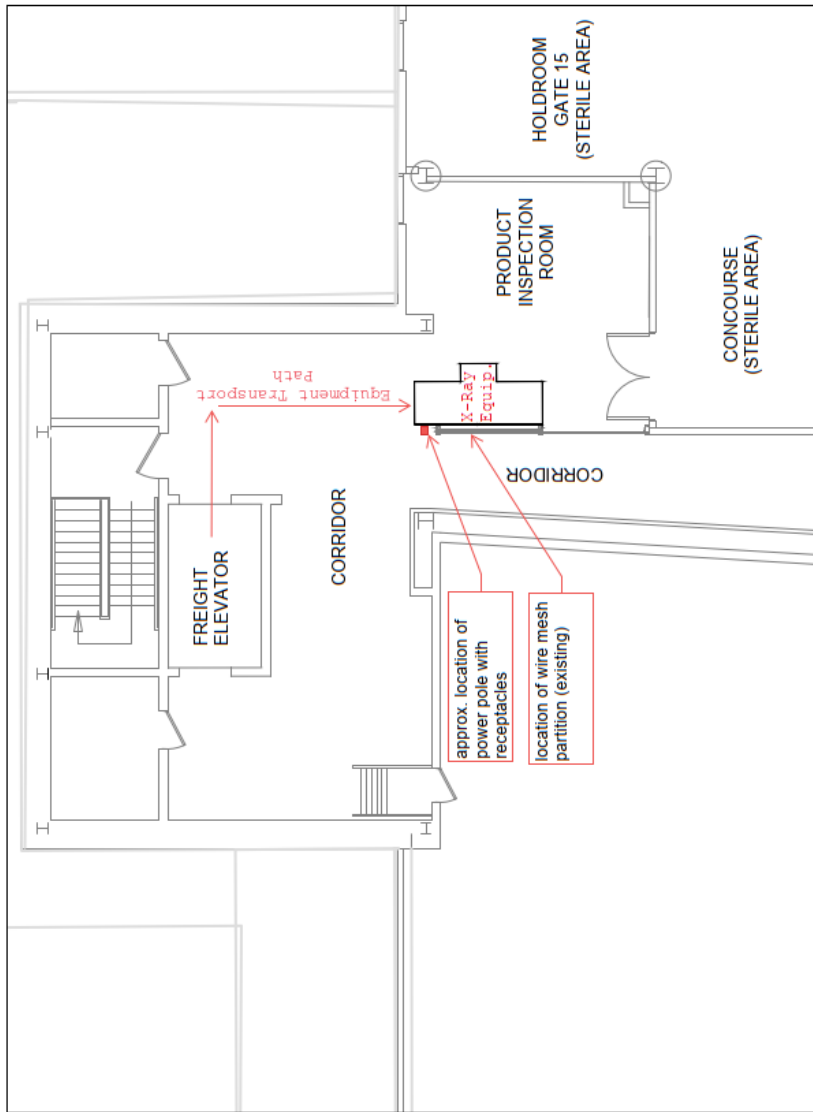 HOLDROOM
GATE 15
(STERILE AREA)
PRODUCT
INSPECTION
ROOM
CONCOURSE
(STERILE AREA)
Equipment Transport
Path
X-Ray
Equip.
CORRIDOR
CORRIDOR
FREIGHT
ELEVATOR
approx. location of
power pole with
receptacles
location of wire mesh
partition (existing)